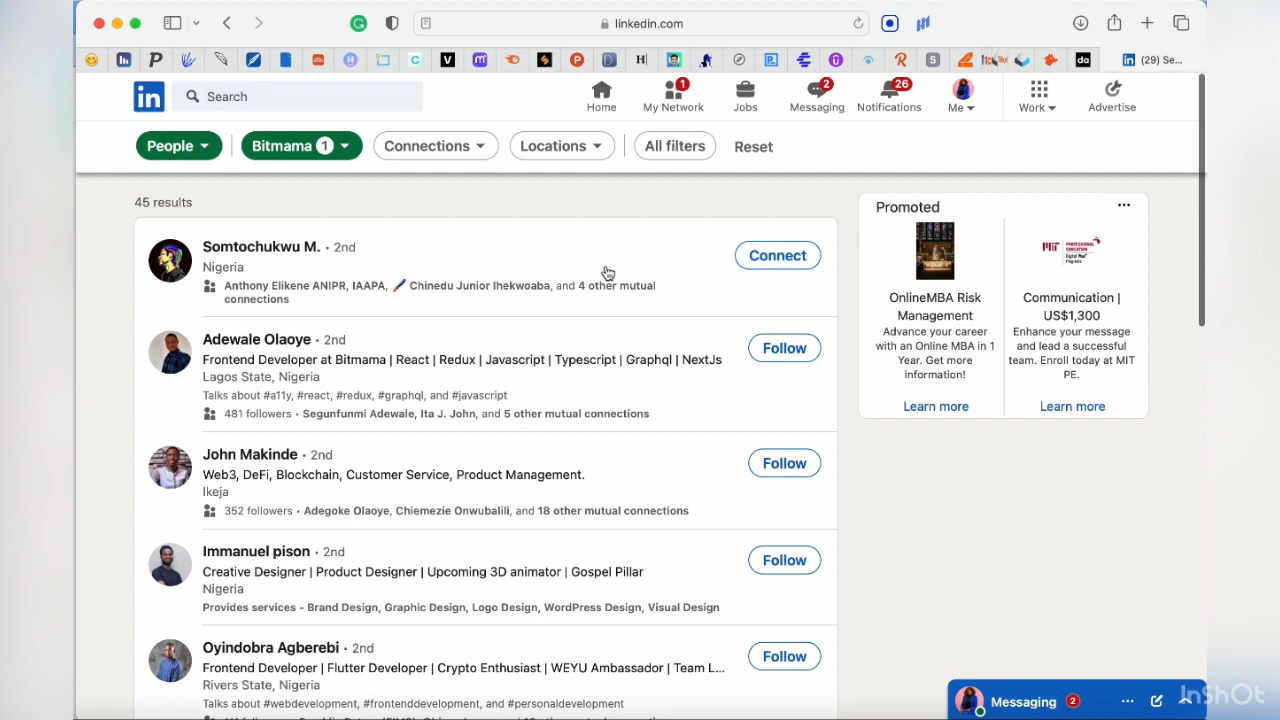 linkedin.com
(29) Se...
in
Search
Home
1
My Network
Jobs
2
Messaging
26
Notifications
Me
Work
Advertise
People
Bitmama 1
Connections
Locations
All filters
Reset
45 results
Somtochukwu M. • 2nd
Nigeria
Anthony Elikene ANIPR, IAAPA, Chinedu Junior Ihekwoaba, and 4 other mutual
connections
Connect
Adewale Olaoye • 2nd
Frontend Developer at Bitmama | React | Redux | Javascript | Typescript | Graphql | NextJs
Lagos State, Nigeria
Talks about #a11y, #react, #redux, #graphql, and #javascript
481 followers • Segunfunmi Adewale, Ita J. John, and 5 other mutual connections
Follow
John Makinde • 2nd
Web3, DeFi, Blockchain, Customer Service, Product Management.
Ikeja
352 followers • Adegoke Olaoye, Chiemezie Onwubalili, and 18 other mutual connections
Follow
Immanuel pison • 2nd
Creative Designer | Product Designer | Upcoming 3D animator | Gospel Pillar
Nigeria
Provides services - Brand Design, Graphic Design, Logo Design, WordPress Design, Visual Design
Follow
Oyindobra Agberebi • 2nd
Frontend Developer | Flutter Developer | Crypto Enthusiast | WEYU Ambassador | Team L...
Rivers State, Nigeria
Talks about #webdevelopment, #frontenddevelopment, and #personaldevelopment
Follow
Promoted
OnlineMBA Risk
Management
Advance your career
with an Online MBA in 1
Year. Get more
information!
Learn more
MIT PROFESSIONAL
EDUCATION
Communication |
US$1,300
Enhance your message
and lead a successful
team. Enroll today at MIT
PE.
Learn more
Messaging 2
InShOt